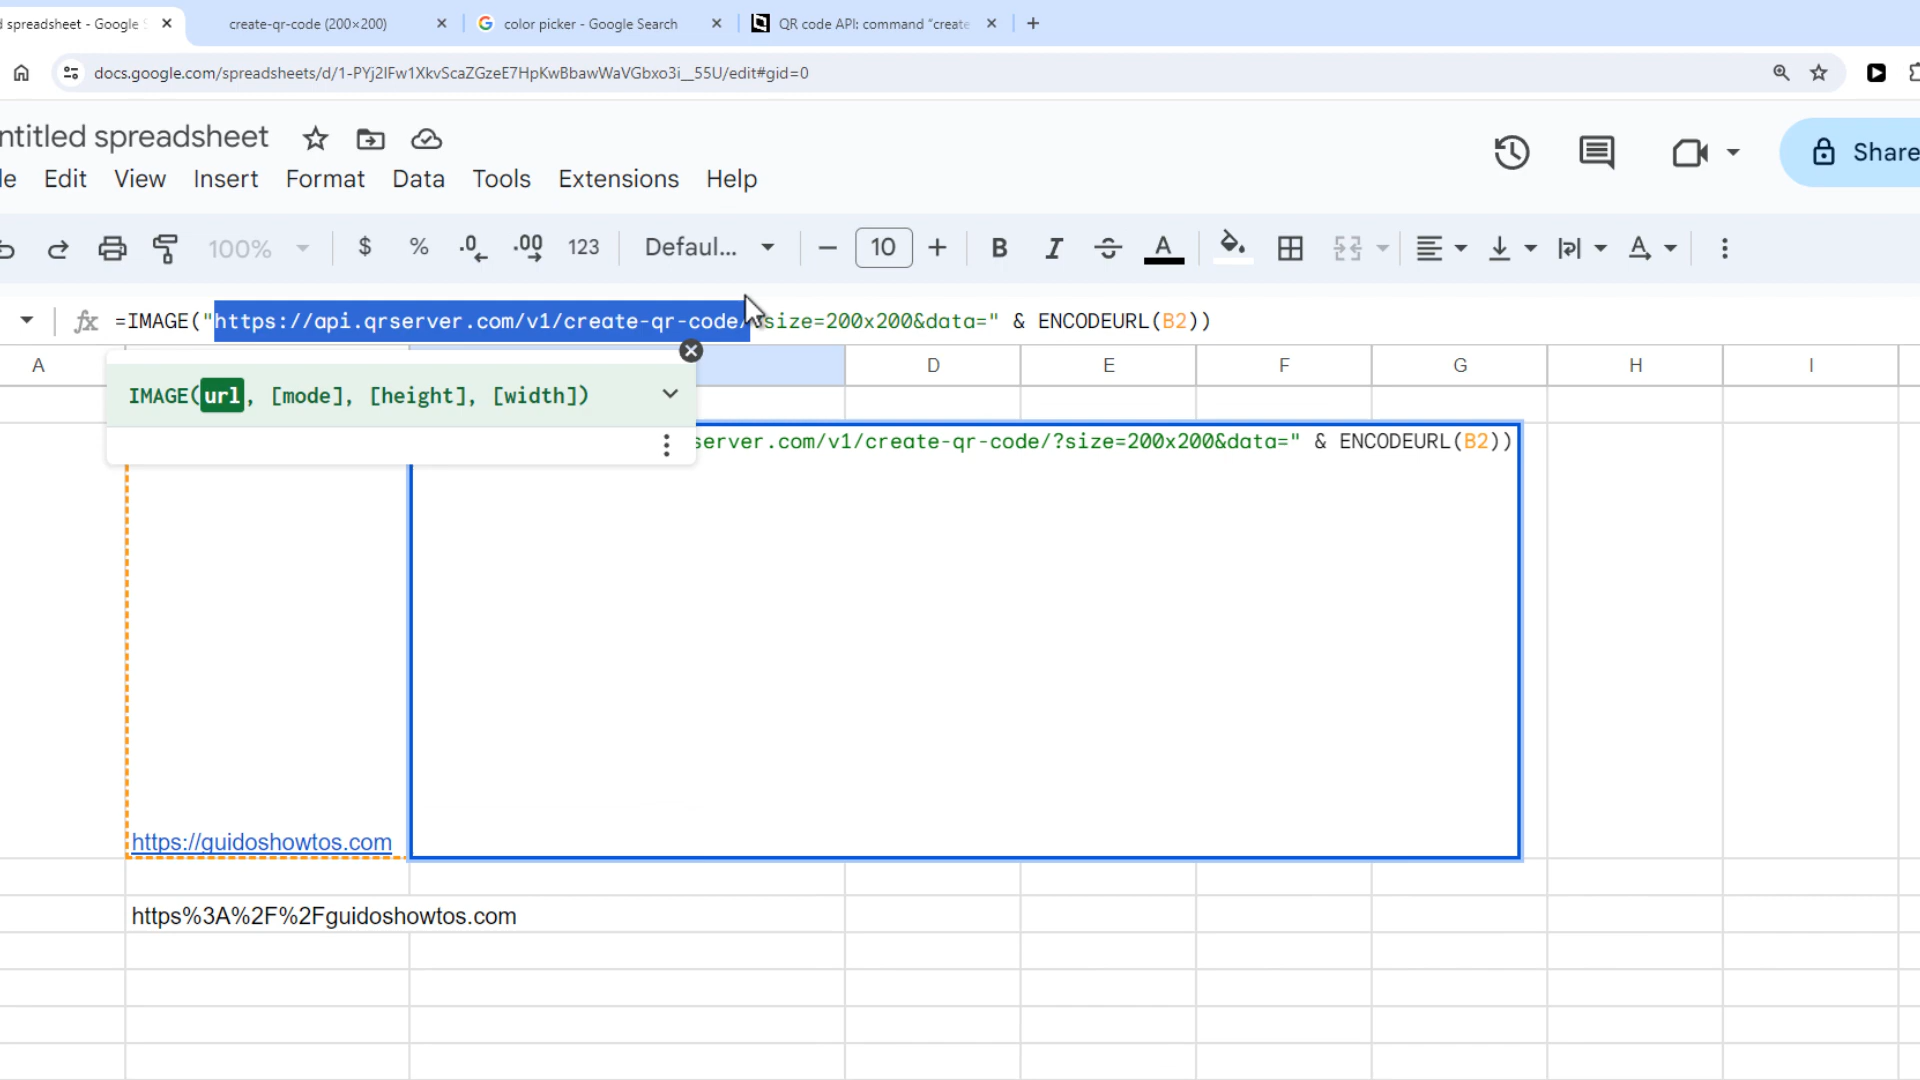 d spreadsheet - Google S
create-qr-code (200×200)
color picker - Google Search
QR code API: command “create
docs.google.com/spreadsheets/d/1-PYj2IFw1XkvScaZGzeE7HpKwBbawWaVGbxo3i__55U/edit#gid=0
ntitled spreadsheet
le Edit View Insert Format Data Tools Extensions Help
Share
100% $ % .0 .00 123 Defaul... 10 B I A A
fx =IMAGE("https://api.qrserver.com/v1/create-qr-code/?size=200x200&data=" & ENCODEURL(B2))
A D E F G H I
IMAGE(url, [mode], [height], [width])
server.com/v1/create-qr-code/?size=200x200&data=" & ENCODEURL(B2))
https://guidoshowtos.com
https%3A%2F%2Fguidoshowtos.com